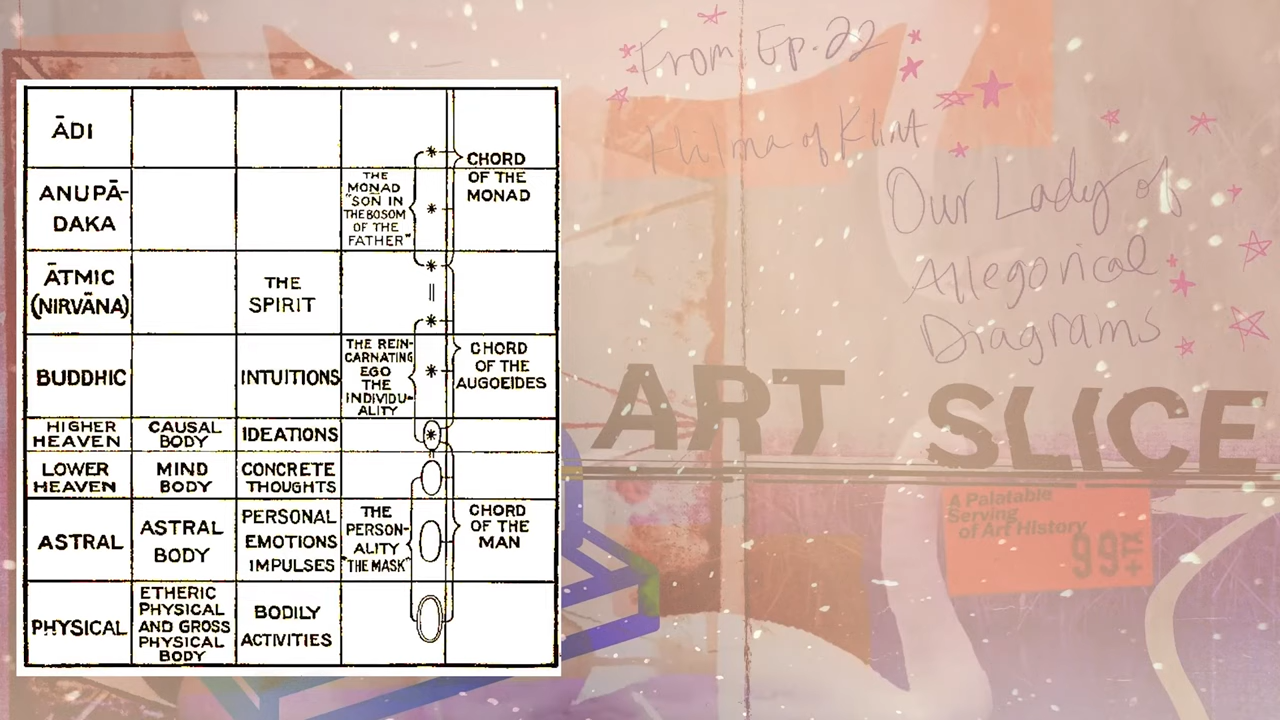 ĀDI
CHORD
OF THE
MONAD
ANUPĀ-
DAKA
THE
MONAD
"SON IN
THE BOSOM
OF THE
FATHER"
ĀTMIC
(NIRVĀNA)
THE
SPIRIT
BUDDHIC
INTUITIONS
THE REIN-
CARNATING
EGO
THE
INDIVIDU-
ALITY
CHORD
OF THE
AUGOEIDES
HIGHER
HEAVEN
CAUSAL
BODY
IDEATIONS
LOWER
HEAVEN
MIND
BODY
CONCRETE
THOUGHTS
ASTRAL
ASTRAL
BODY
PERSONAL
EMOTIONS
IMPULSES
THE
PERSON-
ALITY
"THE MASK"
CHORD
OF THE
MAN
PHYSICAL
ETHERIC
PHYSICAL
AND GROSS
PHYSICAL
BODY
BODILY
ACTIVITIES
From Ep. 22
Hilma af Klint
Our Lady of
Allegorical
Diagrams
ART SLICE
A Palatable
Serving
of Art History
99